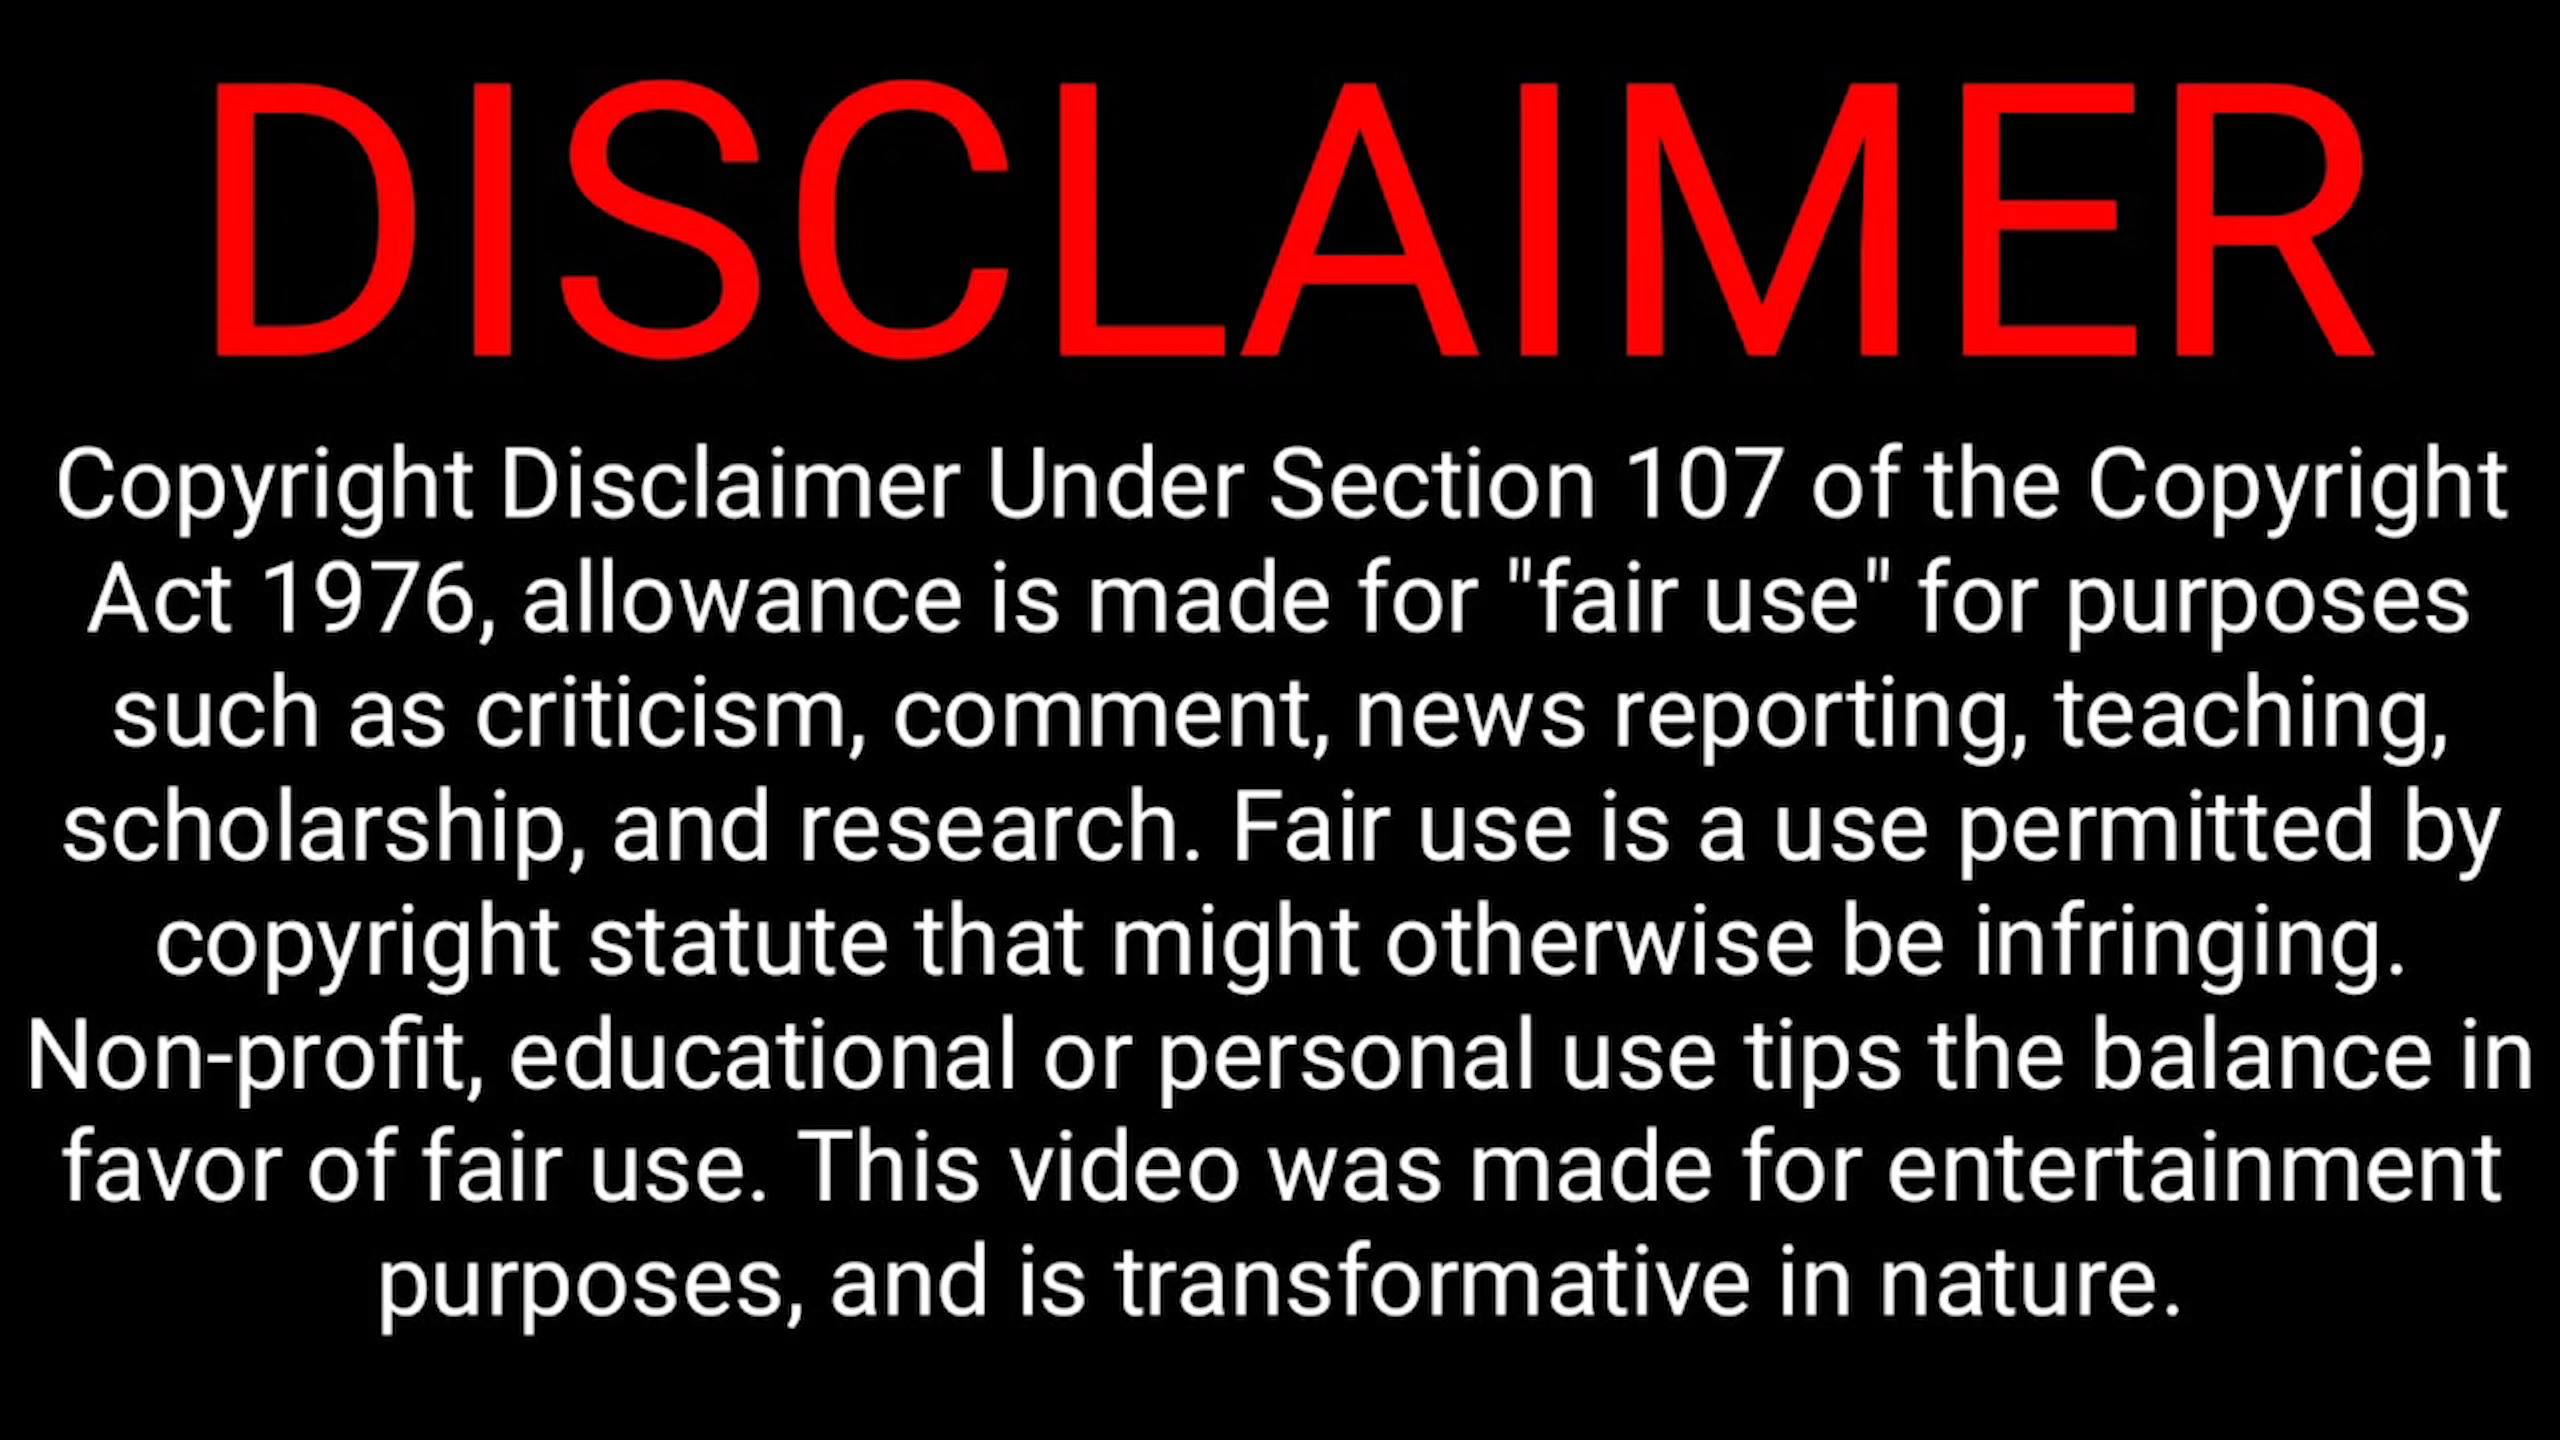 DISCLAIMER
Copyright Disclaimer Under Section 107 of the Copyright
Act 1976, allowance is made for "fair use" for purposes
such as criticism, comment, news reporting, teaching,
scholarship, and research. Fair use is a use permitted by
copyright statute that might otherwise be infringing.
Non-profit, educational or personal use tips the balance in
favor of fair use. This video was made for entertainment
purposes, and is transformative in nature.